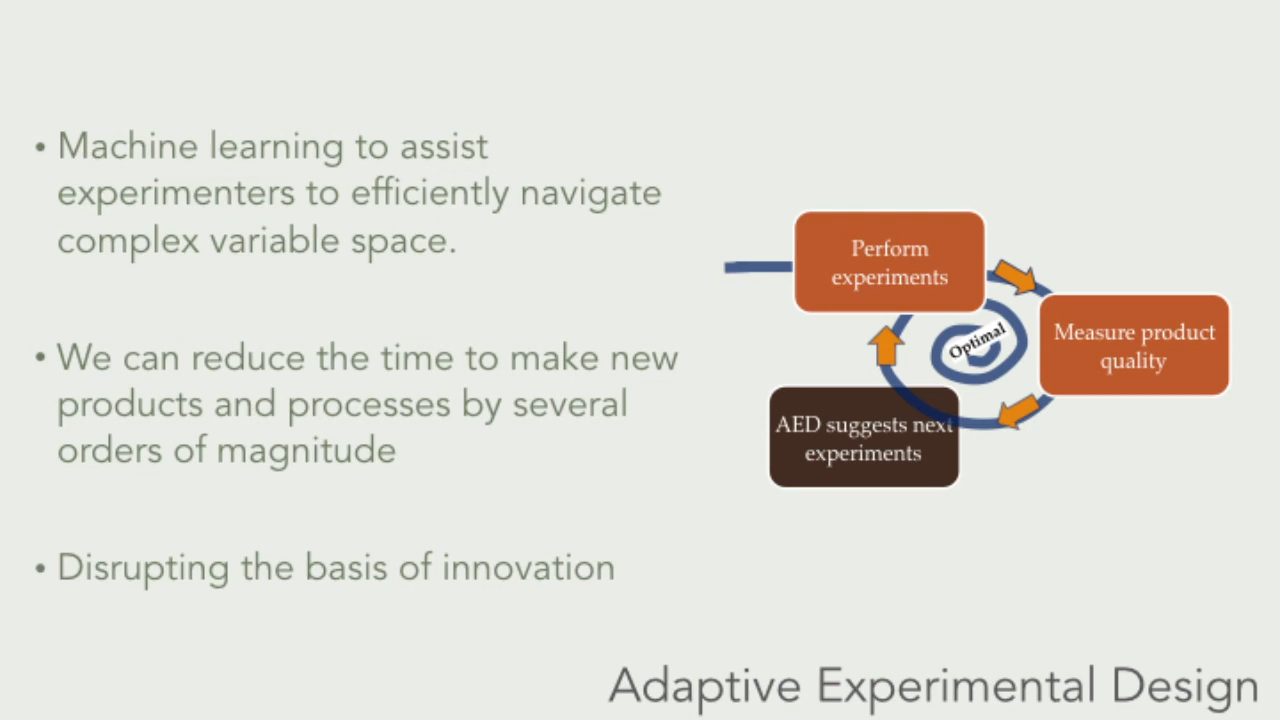 • Machine learning to assist
experimenters to efficiently navigate
complex variable space.
• We can reduce the time to make new
products and processes by several
orders of magnitude
• Disrupting the basis of innovation
Perform
experiments
Measure product
quality
Optimal
AED suggests next
experiments
Adaptive Experimental Design